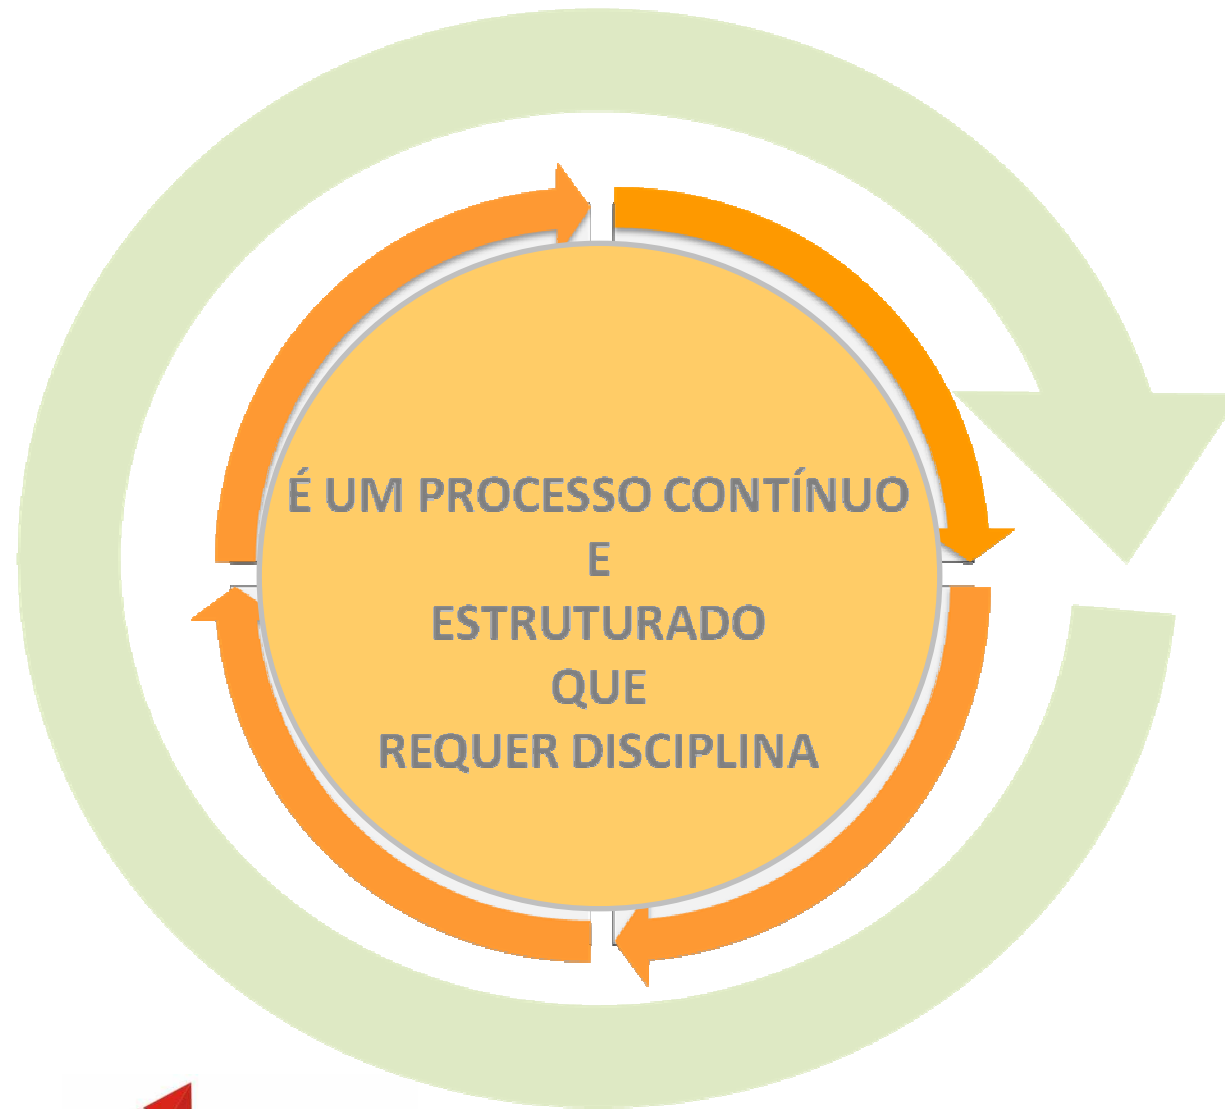 É UM PROCESSO CONTÍNUO
E
ESTRUTURADO
QUE
REQUER DISCIPLINA